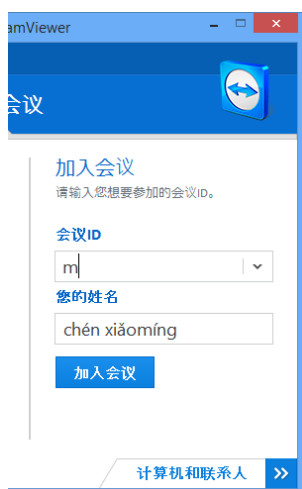 amViewer
会议
加入会议
请输入您想要参加的会议ID。
会议ID
m
您的姓名
chén xiǎomíng
加入会议
计算机和联系人